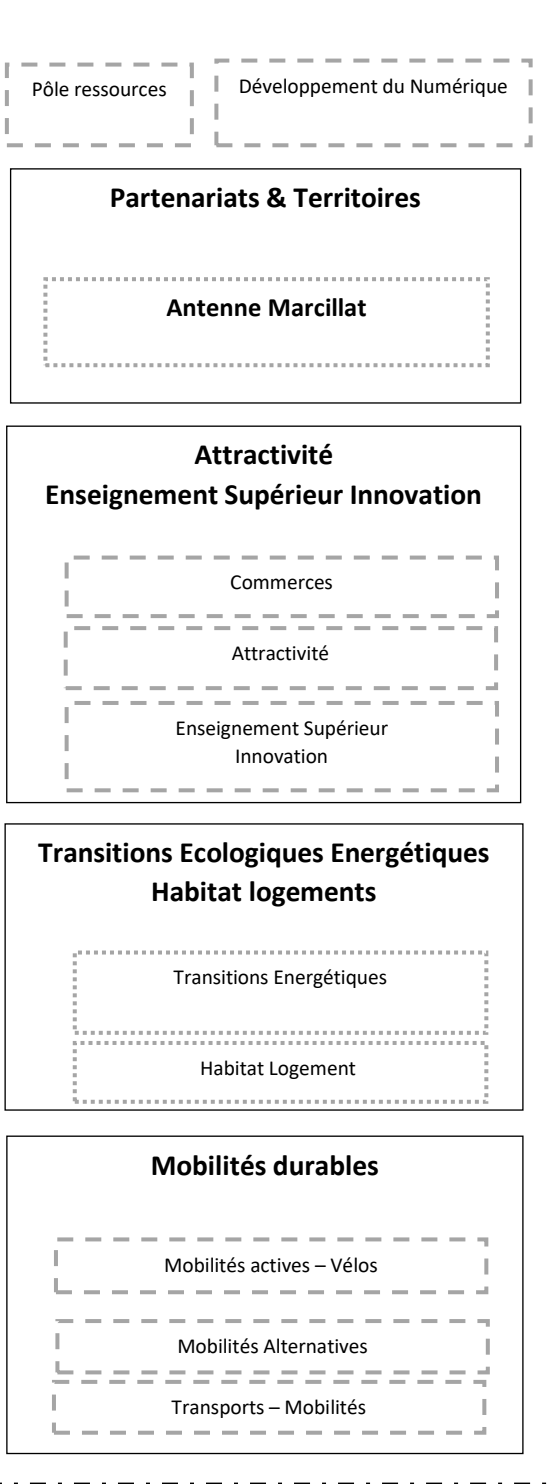 Pôle ressources
Développement du Numérique
Partenariats & Territoires
Antenne Marcillat
Attractivité
Enseignement Supérieur Innovation
Commerces
Attractivité
Enseignement Supérieur
Innovation
Transitions Ecologiques Energétiques
Habitat logements
Transitions Energétiques
Habitat Logement
Mobilités durables
Mobilités actives – Vélos
Mobilités Alternatives
Transports – Mobilités